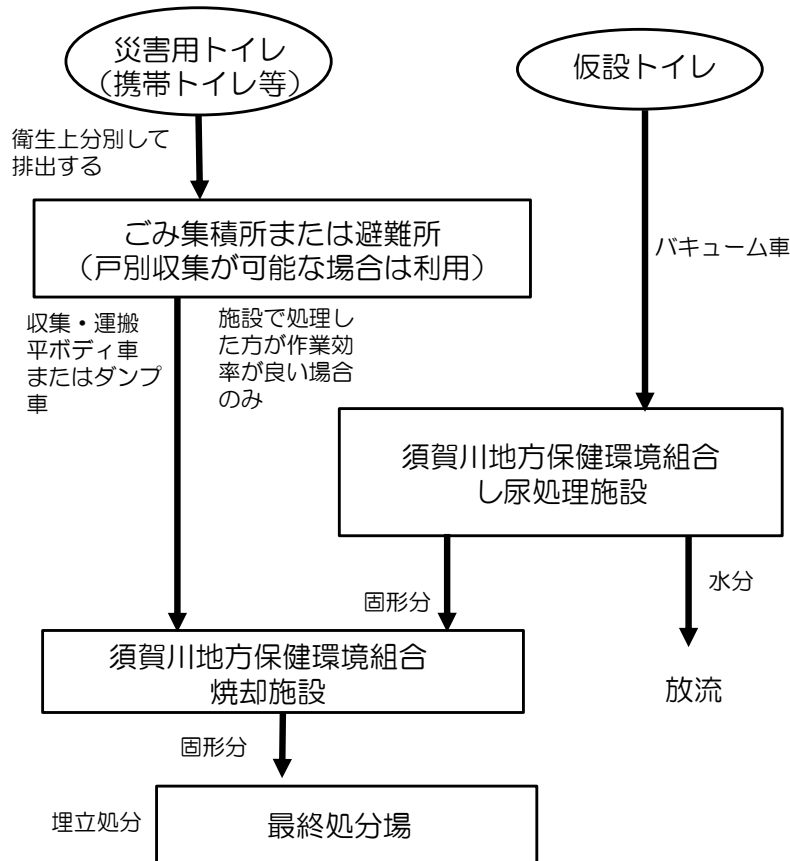 災害用トイレ
（携帯トイレ等）
仮設トイレ
衛生上分別して
排出する
ごみ集積所または避難所
（戸別収集が可能な場合は利用）
バキューム車
収集・運搬
平ボディ車
またはダンプ
車
施設で処理し
た方が作業効
率が良い場合
のみ
須賀川地方保健環境組合
し尿処理施設
固形分
水分
須賀川地方保健環境組合
焼却施設
放流
固形分
埋立処分
最終処分場